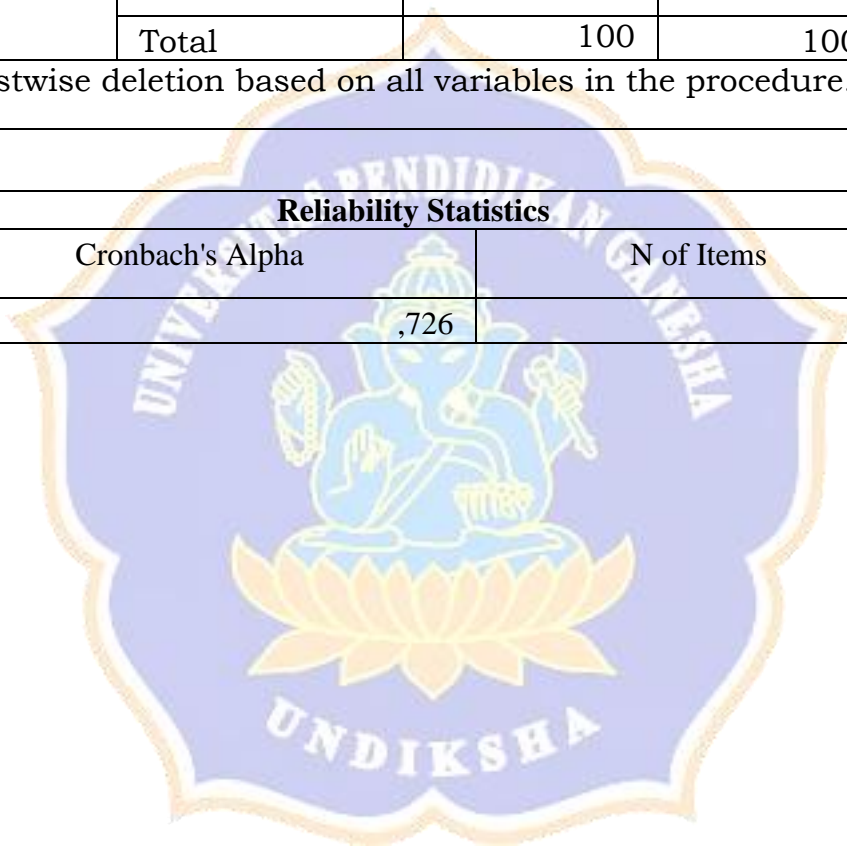 Total 100 100
stwise deletion based on all variables in the procedure.
Reliability Statistics
Cronbach's Alpha N of Items
,726
UNIVERSITAS PENDIDIKAN GANESHA
UNDIKSHA